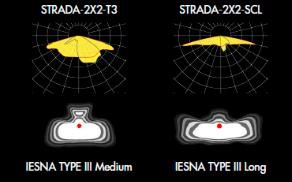 STRADA-2X2-T3
STRADA-2X2-SCL
IESNA TYPE III Medium
IESNA TYPE III Long